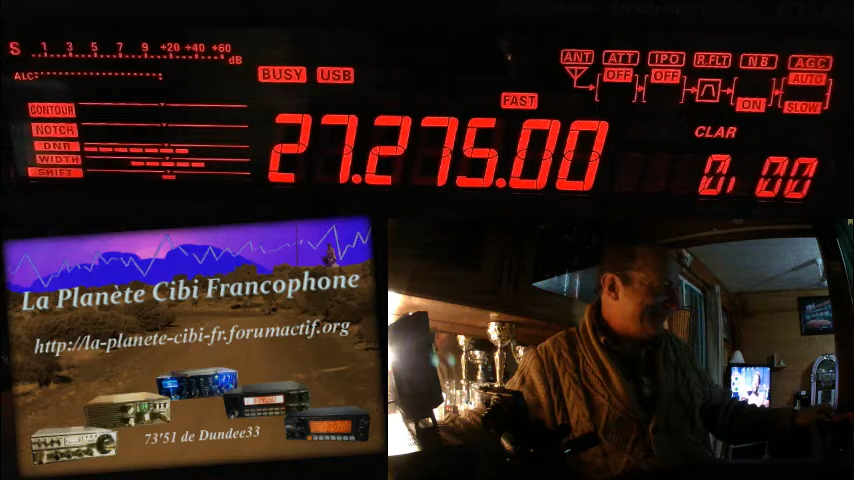 S 1 3 5 7 9 +20 +40 +60 dB
ALC
BUSY USB
ANT ATT IPO R.FLT NB AGC
OFF OFF AUTO
ON SLOW
FAST
CONTOUR
NOTCH
DNR
WIDTH
SHIFT
27.275.00
CLAR
0.00
La Planète Cibi Francophone
http://la-planete-cibi-fr.forumactif.org
73'51 de Dundee33